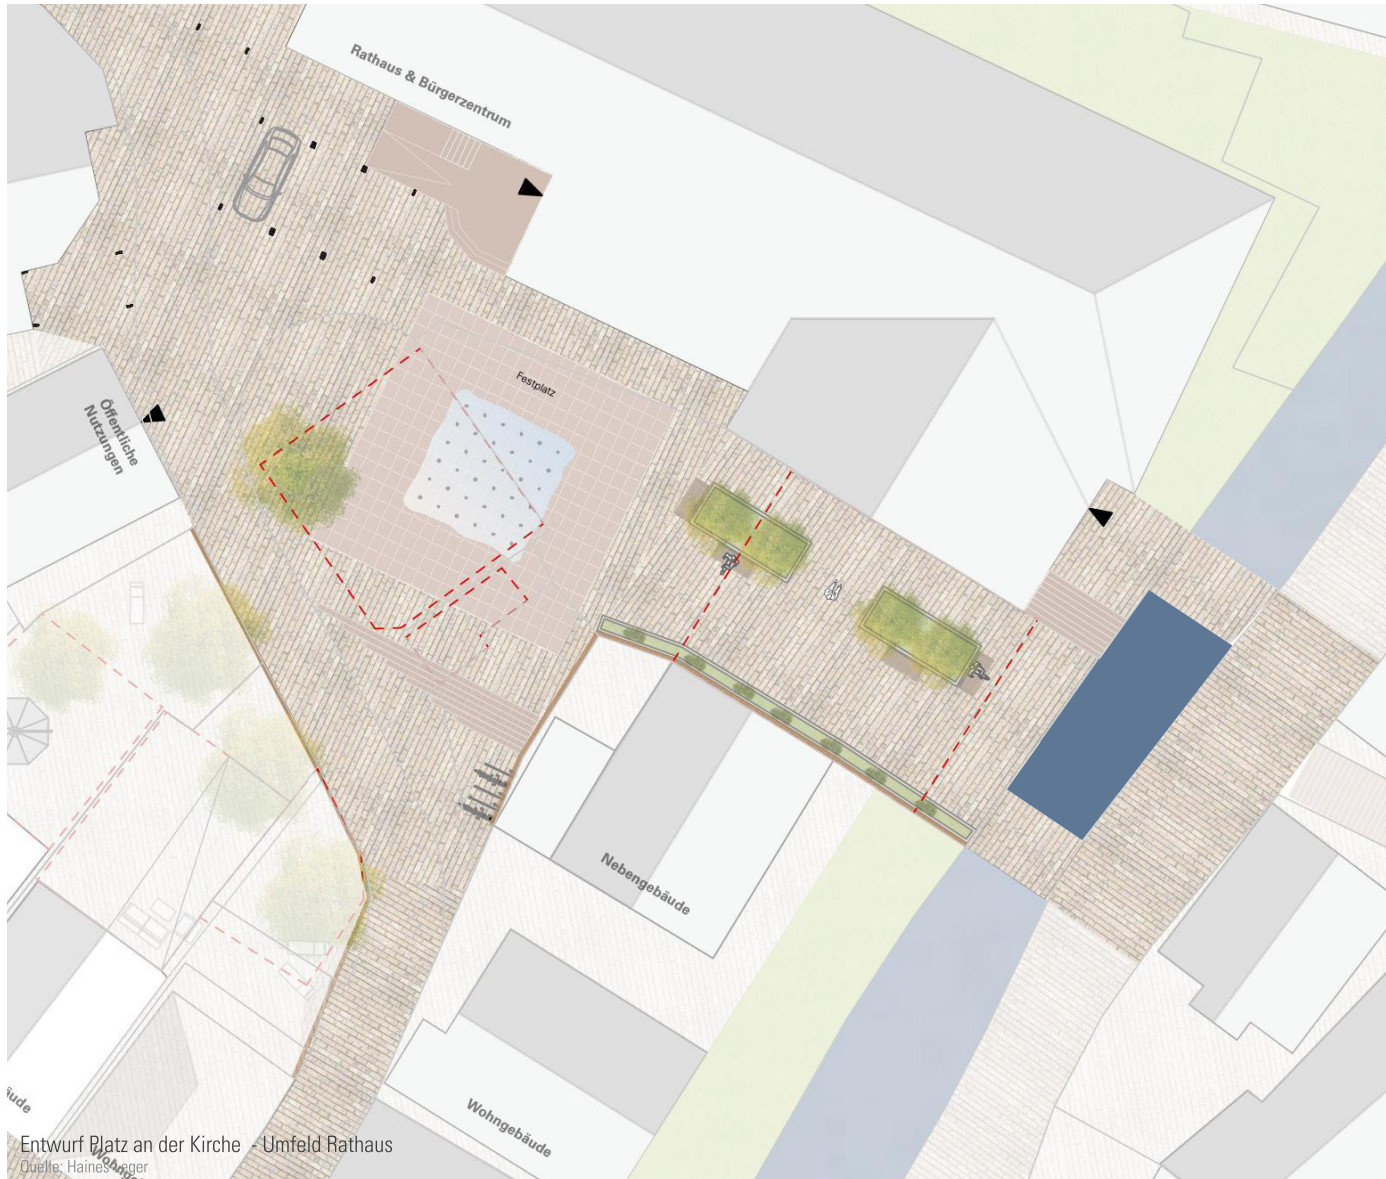 Rathaus & Bürgerzentrum
Festplatz
Öffentliche
Nutzungen
Nebengebäude
Wohngebäude
Entwurf Platz an der Kirche - Umfeld Rathaus